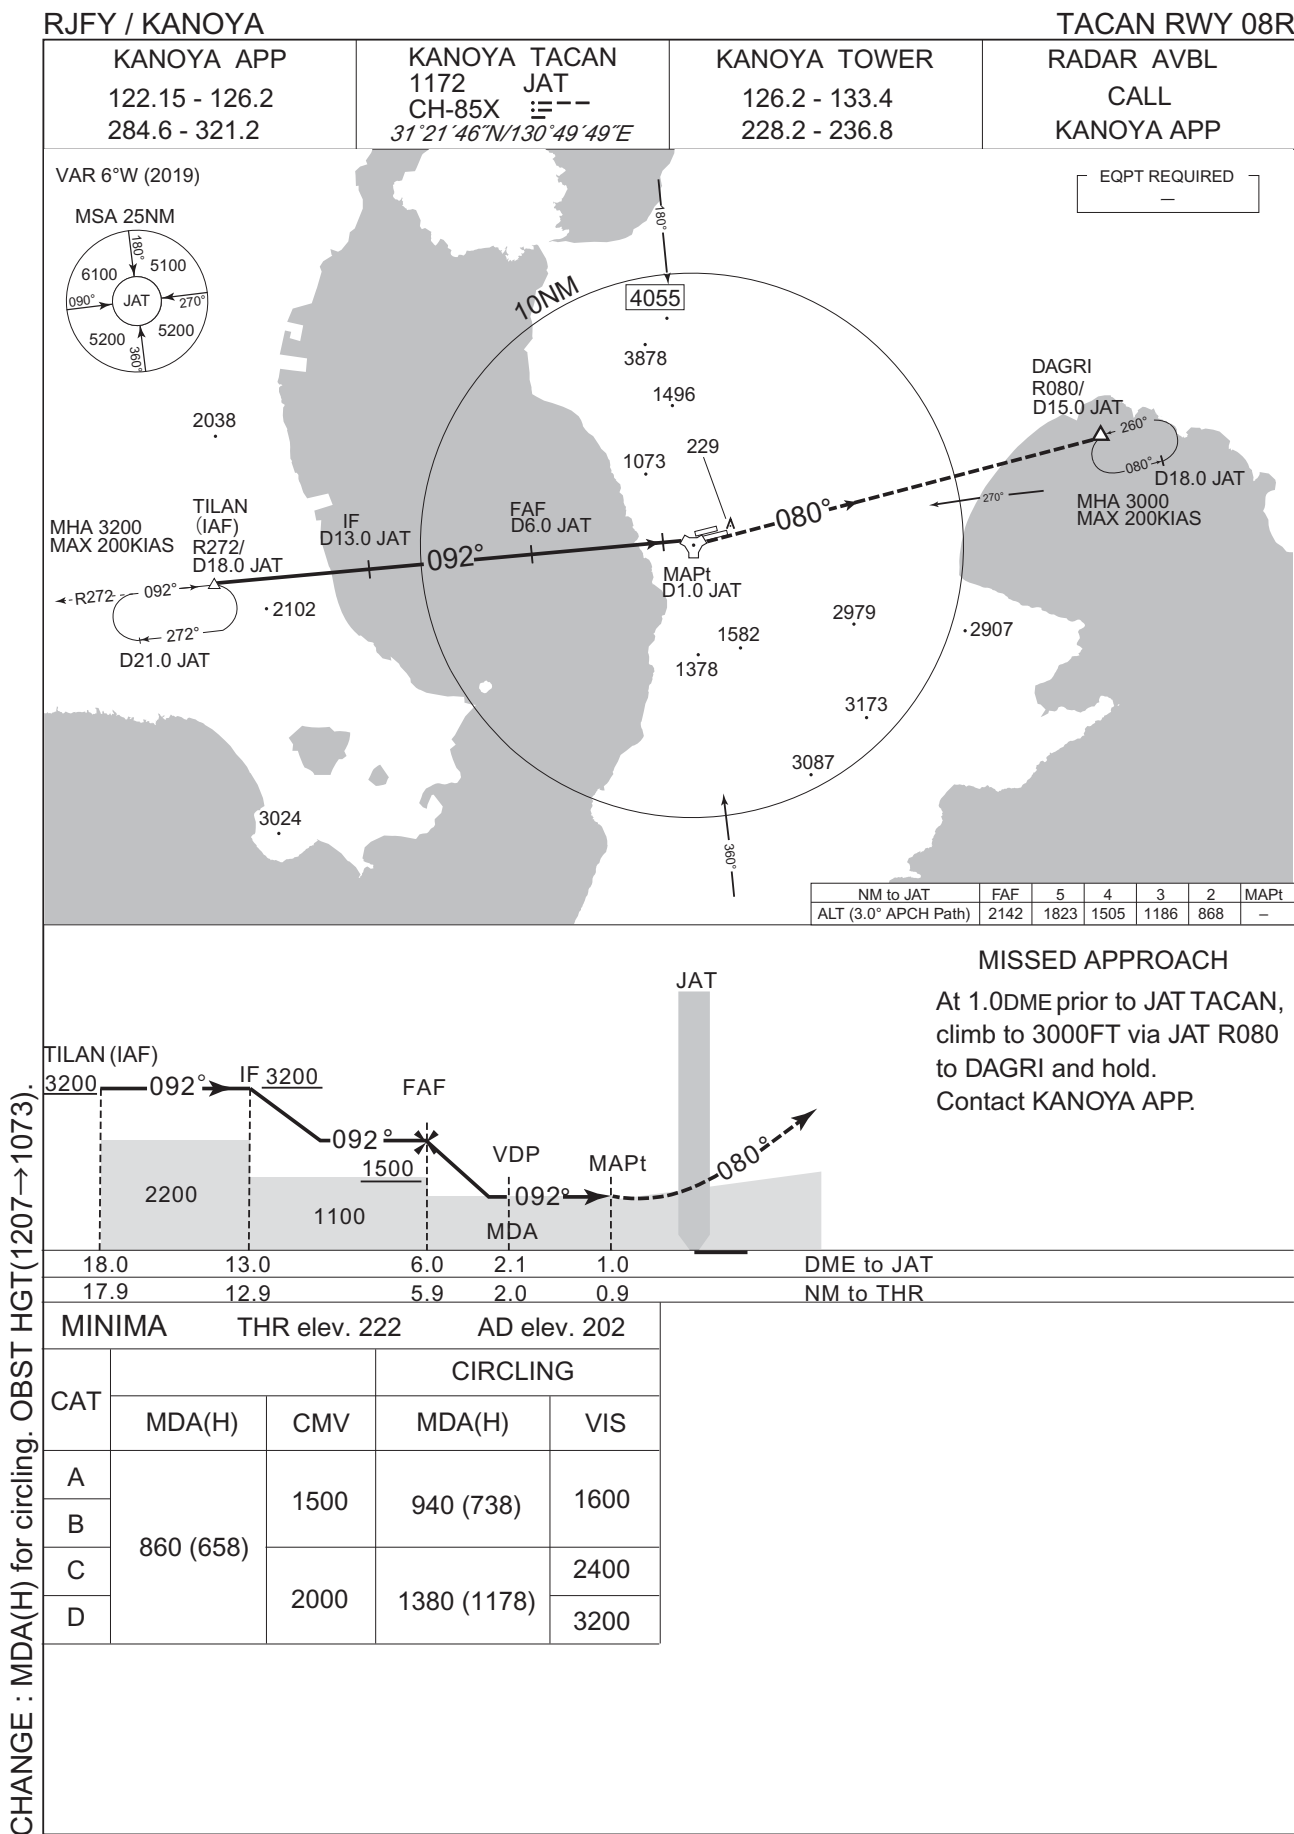 RJFY / KANOYA
TACAN RWY 08R
KANOYA APP
122.15 - 126.2
284.6 - 321.2
KANOYA TACAN
1172 JAT
CH-85X
31°21´46˝N/130°49´49˝E
KANOYA TOWER
126.2 - 133.4
228.2 - 236.8
RADAR AVBL
CALL
KANOYA APP
VAR 6°W (2019)
MSA 25NM
180°
6100
5100
090°
JAT
270°
5200
5200
360°
EQPT REQUIRED
–
180°
10NM
4055
3878
1496
2038
1073
229
DAGRI
R080/
D15.0 JAT
260°
080°
D18.0 JAT
270°
MHA 3000
MAX 200KIAS
TILAN
(IAF)
R272/
D18.0 JAT
MHA 3200
MAX 200KIAS
IF
D13.0 JAT
FAF
D6.0 JAT
092°
080°
R272
092°
272°
D21.0 JAT
2102
MAPt
D1.0 JAT
2979
1582
2907
1378
3173
3087
3024
360°
NM to JAT FAF 5 4 3 2 MAPt
ALT (3.0° APCH Path) 2142 1823 1505 1186 868 –
MISSED APPROACH
At 1.0DME prior to JAT TACAN,
climb to 3000FT via JAT R080
to DAGRI and hold.
Contact KANOYA APP.
JAT
TILAN (IAF)
3200
092°
IF 3200
FAF
092°
1500
VDP
MAPt
092°
080°
2200
1100
MDA
18.0 13.0 6.0 2.1 1.0 DME to JAT
17.9 12.9 5.9 2.0 0.9 NM to THR
MINIMA THR elev. 222 AD elev. 202
CAT
CIRCLING
MDA(H) CMV MDA(H) VIS
A
B
C
D
860 (658)
1500
2000
940 (738)
1380 (1178)
1600
2400
3200
CHANGE : MDA(H) for circling. OBST HGT(1207→1073).